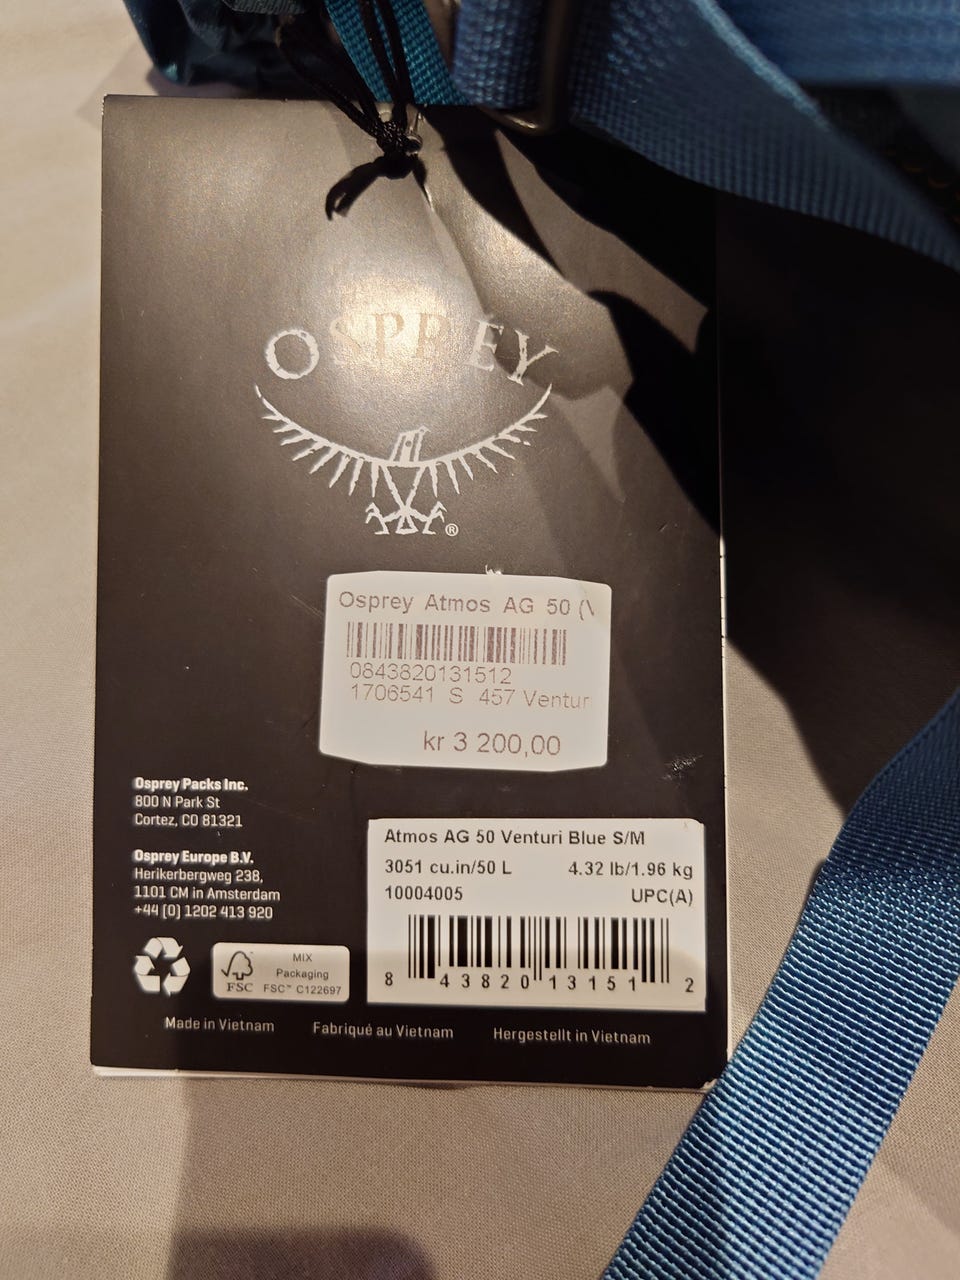 OSPREY
®
Osprey Atmos AG 50 (V
0843820131512
1706541 S 457 Ventur
kr 3 200,00
Osprey Packs Inc.
800 N Park St
Cortez, CO 81321
Osprey Europe B.V.
Herikerbergweg 238,
1101 CM in Amsterdam
+44 (0) 1202 413 920
Atmos AG 50 Venturi Blue S/M
3051 cu.in/50 L 4.32 lb/1.96 kg
10004005 UPC(A)
8 43820 13151 2
MIX
Packaging
FSC™ C122697
FSC
Made in Vietnam Fabriqué au Vietnam Hergestellt in Vietnam